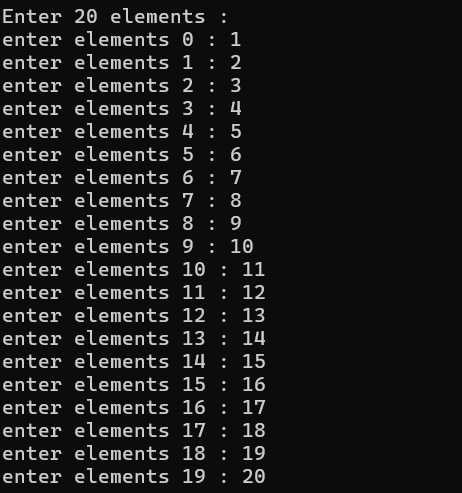 Enter 20 elements :
enter elements 0 : 1
enter elements 1 : 2
enter elements 2 : 3
enter elements 3 : 4
enter elements 4 : 5
enter elements 5 : 6
enter elements 6 : 7
enter elements 7 : 8
enter elements 8 : 9
enter elements 9 : 10
enter elements 10 : 11
enter elements 11 : 12
enter elements 12 : 13
enter elements 13 : 14
enter elements 14 : 15
enter elements 15 : 16
enter elements 16 : 17
enter elements 17 : 18
enter elements 18 : 19
enter elements 19 : 20